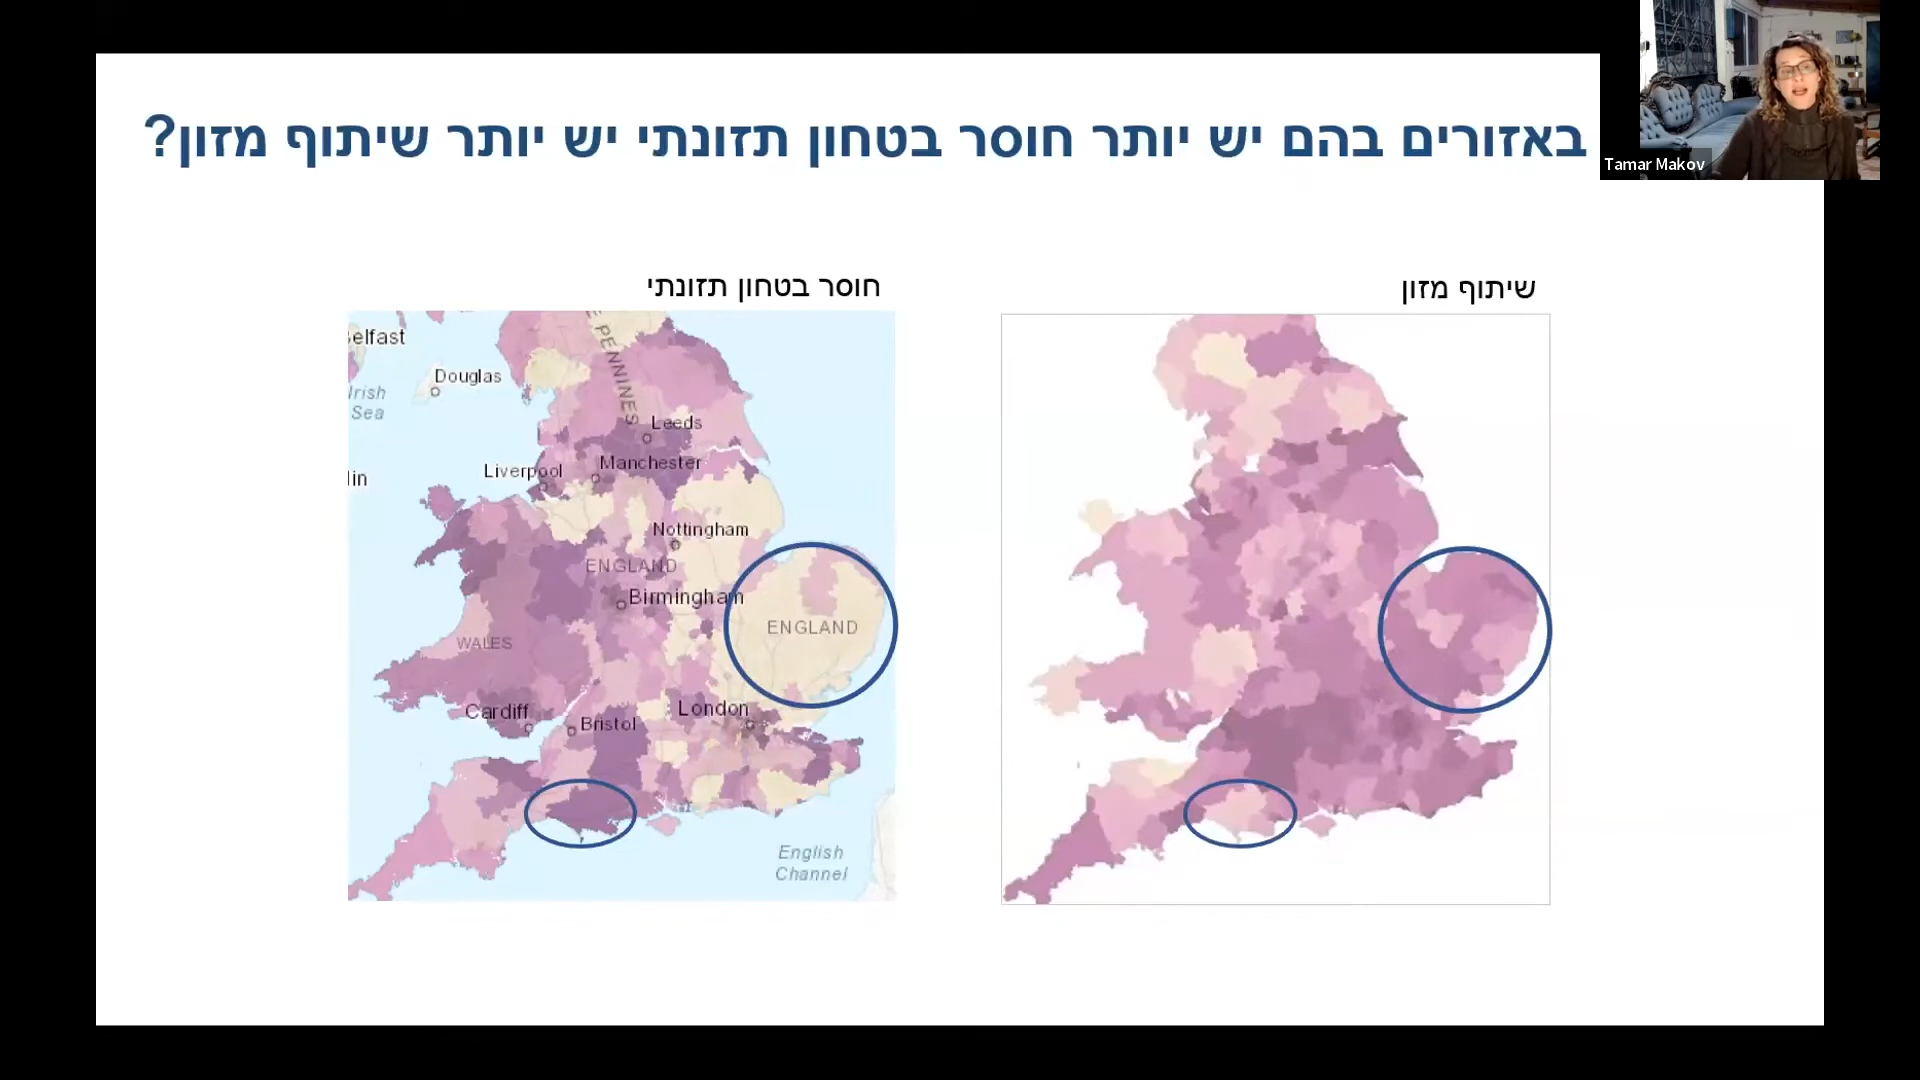 באזורים בהם יש יותר חוסר בטחון תזונתי יש יותר שיתוף מזון?
Tamar Makov
שיתוף מזון
חוסר בטחון תזונתי
elfast
Douglas
Irish
Sea
PENNINES
Leeds
Manchester
Liverpool
lin
Nottingham
ENGLAND
Birmingham
ENGLAND
WALES
London
Cardiff
Bristol
English
Channel